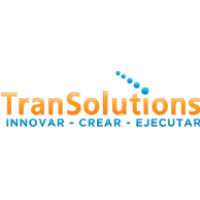 TranSolutions
INNOVAR - CREAR - EJECUTAR